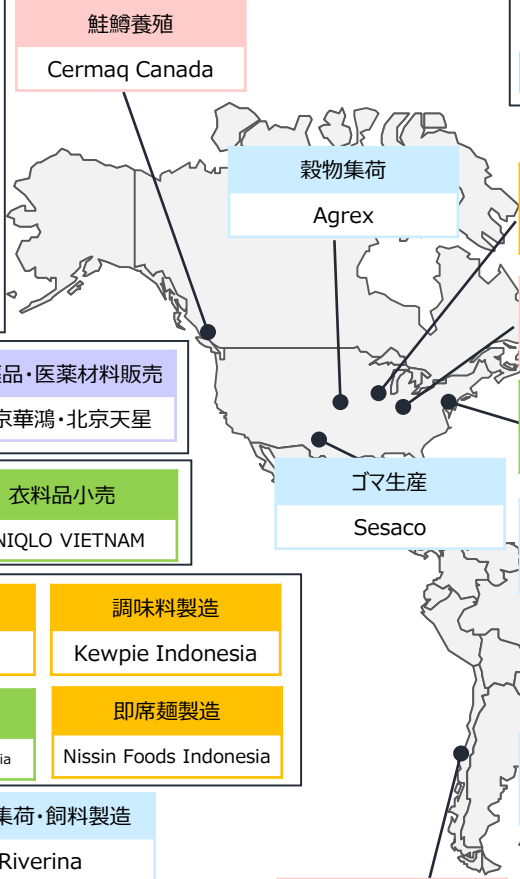 鮭鱒養殖
Cermaq Canada
穀物集荷
Agrex
品・医薬材料販売
京華鴻・北京天星
衣料品小売
NIQLO VIETNAM
ゴマ生産
Sesaco
調味料製造
Kewpie Indonesia
即席麺製造
ia
Nissin Foods Indonesia
集荷・飼料製造
Riverina